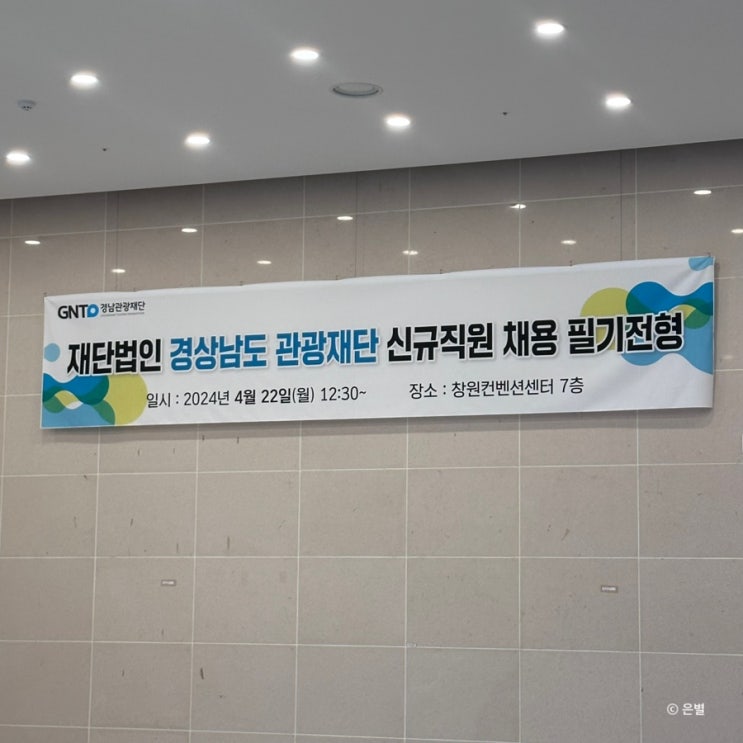 GNTO 경남관광재단
재단법인 경상남도 관광재단 신규직원 채용 필기전형
일시 : 2024년 4월 22일(월) 12:30~ 장소 : 창원컨벤션센터 7층
© 은별